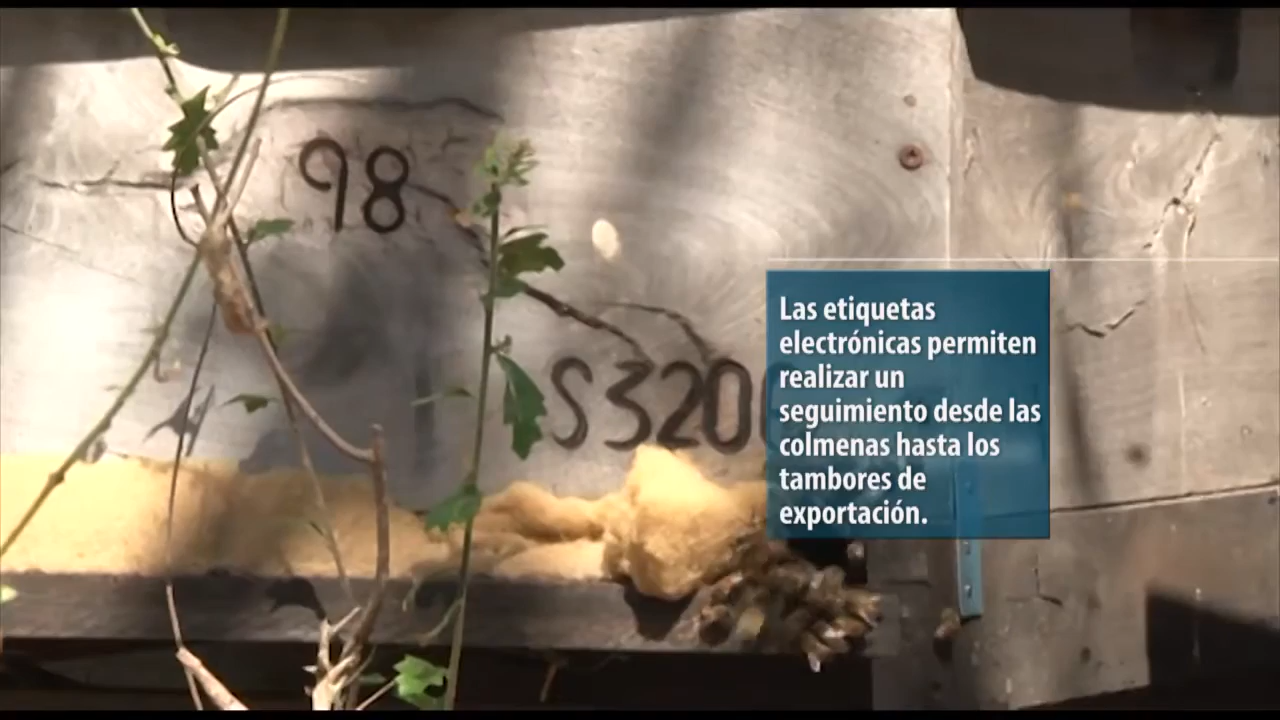 98
S320
Las etiquetas
electrónicas permiten
realizar un
seguimiento desde las
colmenas hasta los
tambores de
exportación.